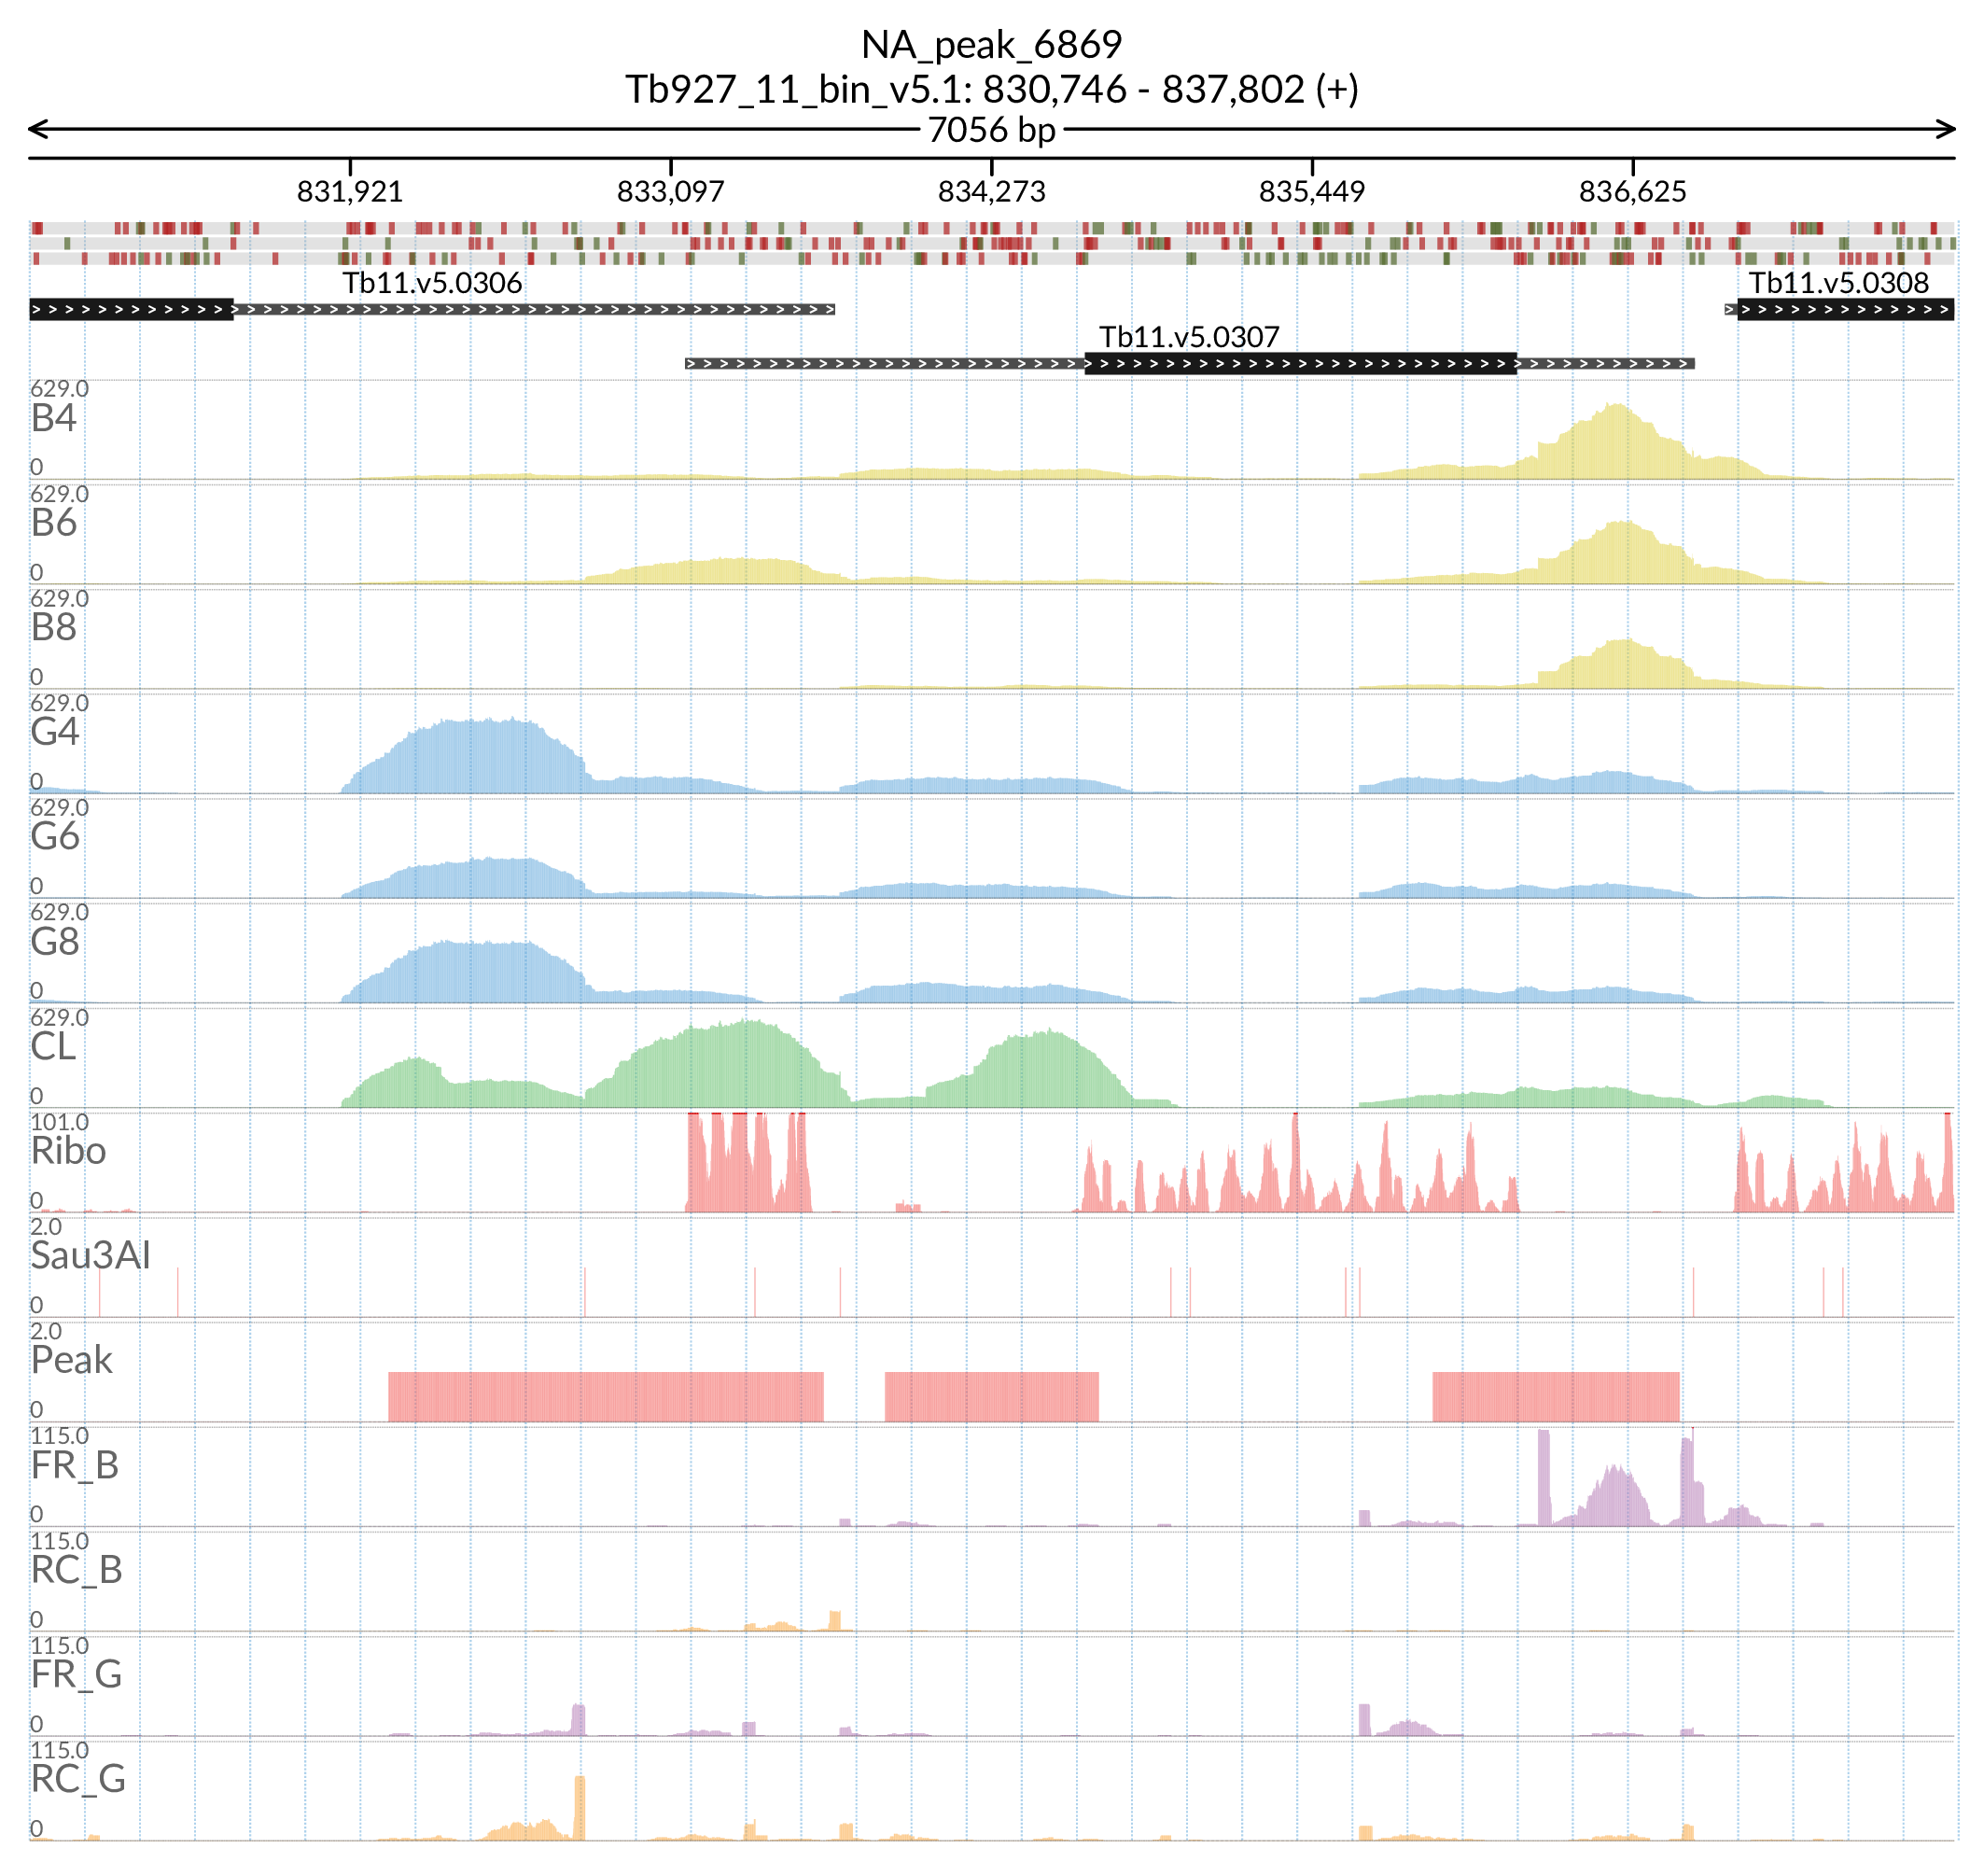 NA_peak_6869
Tb927_11_bin_v5.1: 830,746 - 837,802 (+)
7056 bp
831,921 833,097 834,273 835,449 836,625
Tb11.v5.0306 Tb11.v5.0308
Tb11.v5.0307
629.0
B4
0
629.0
B6
0
629.0
B8
0
629.0
G4
0
629.0
G6
0
629.0
G8
0
629.0
CL
0
101.0
Ribo
0
2.0
Sau3AI
0
2.0
Peak
0
115.0
FR_B
0
115.0
RC_B
0
115.0
FR_G
0
115.0
RC_G
0